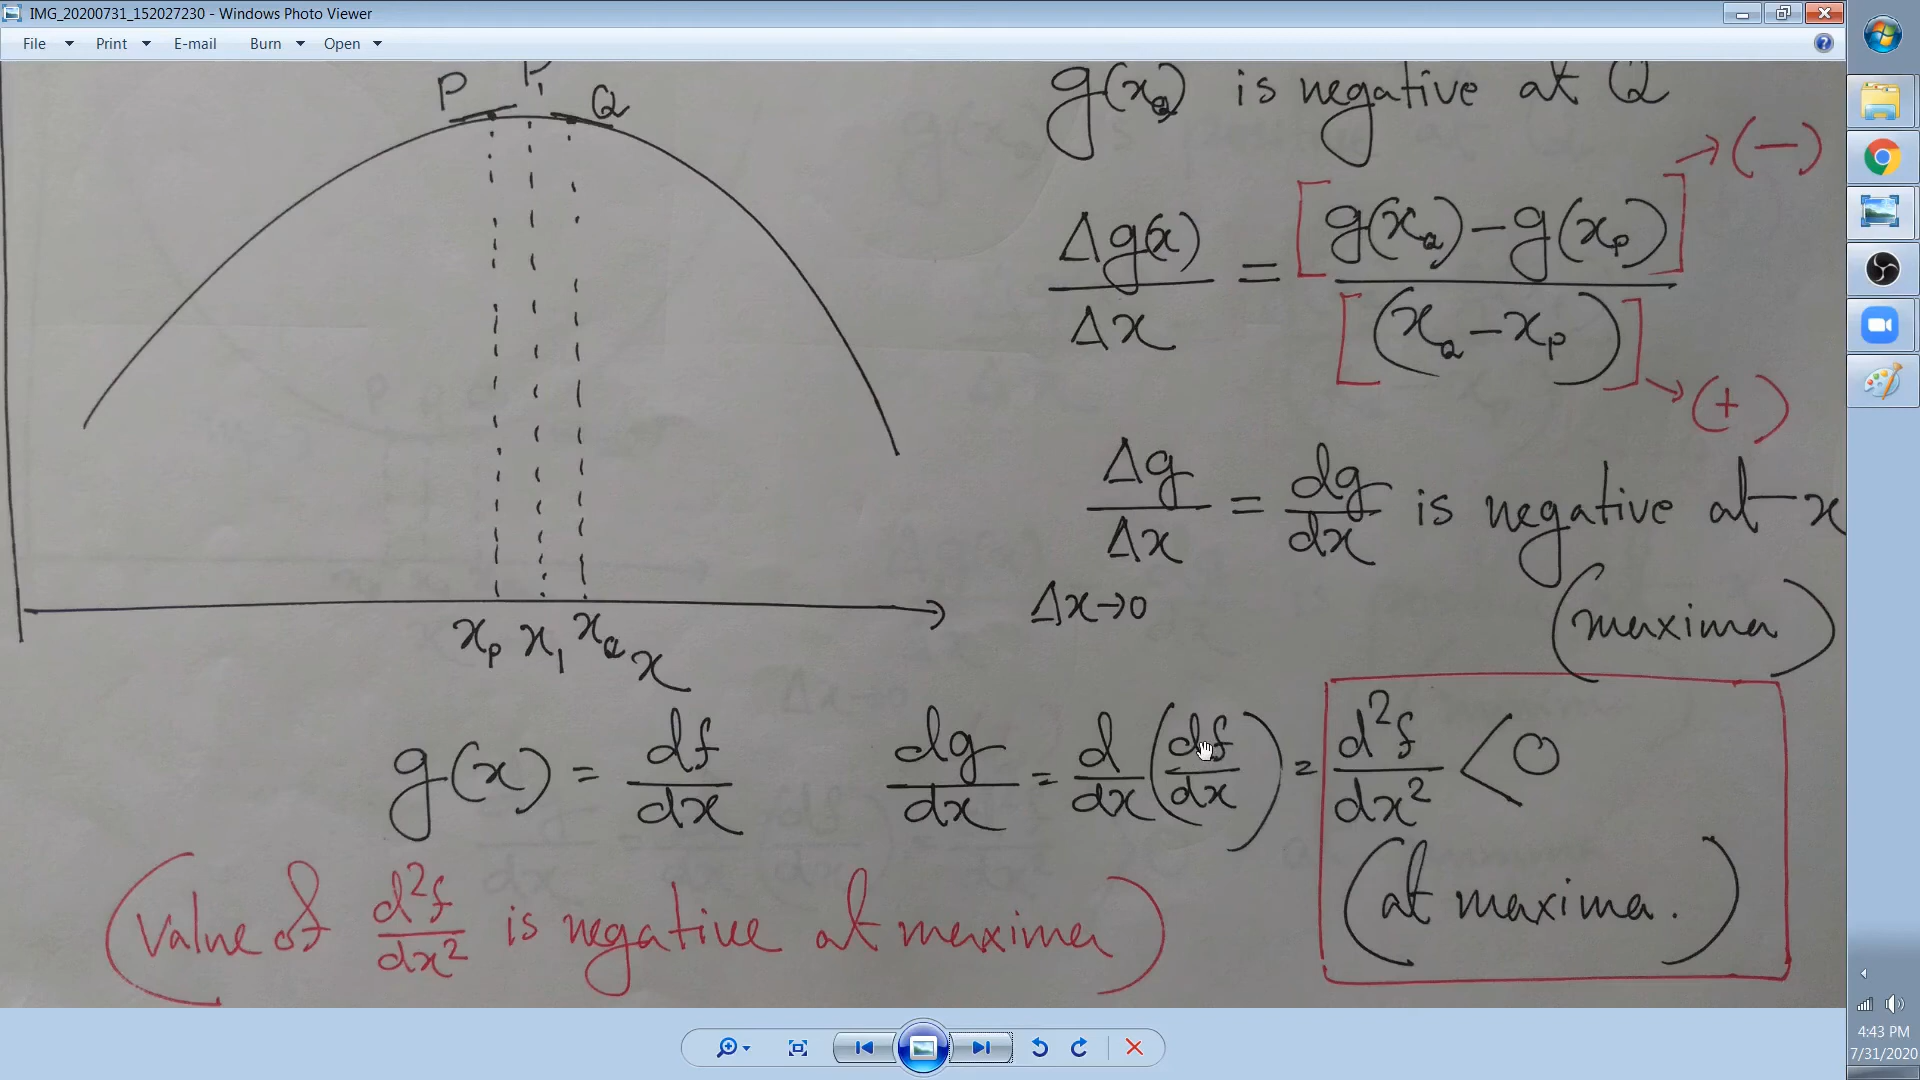 IMG_20200731_152027230 - Windows Photo Viewer
File Print E-mail Burn Open
P P₁ Q
g(x_Q) is negative at Q
Δg(x)/Δx = [g(x_Q) - g(x_P)]/[(x_Q - x_P)]
→ (-)
→ (+)
Δg/Δx = dg/dx is negative at x
Δx→0
(maxima)
x_P x₁ x_Q x
g(x) = df/dx
dg/dx = d/dx (df/dx) = d²f/dx² < 0
(at maxima.)
(Value of d²f/dx² is negative at maxima)
4:43 PM
7/31/2020